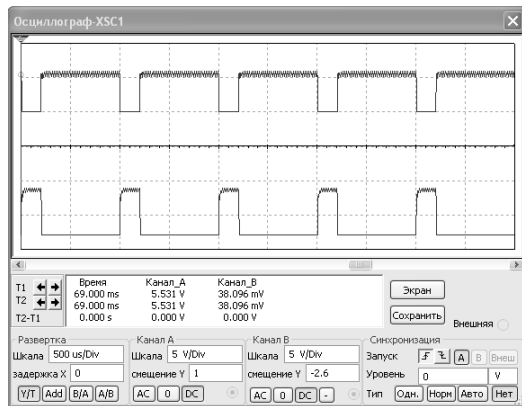 Осциллограф-XSC1
Время Канал_А Канал_В
T1 69.000 ms 5.531 V 38.096 mV
T2 69.000 ms 5.531 V 38.096 mV
T2-T1 0.000 s 0.000 V 0.000 V
Экран
Сохранить
Внешняя
Развертка Канал А Канал В Синхронизация
Шкала 500 us/Div Шкала 5 V/Div Шкала 5 V/Div Запуск А В Внеш
задержка X 0 смещение Y 1 смещение Y -2.6 Уровень 0 V
Y/T Add B/A A/B AC 0 DC AC 0 DC - Тип Одн. Норм Авто Нет